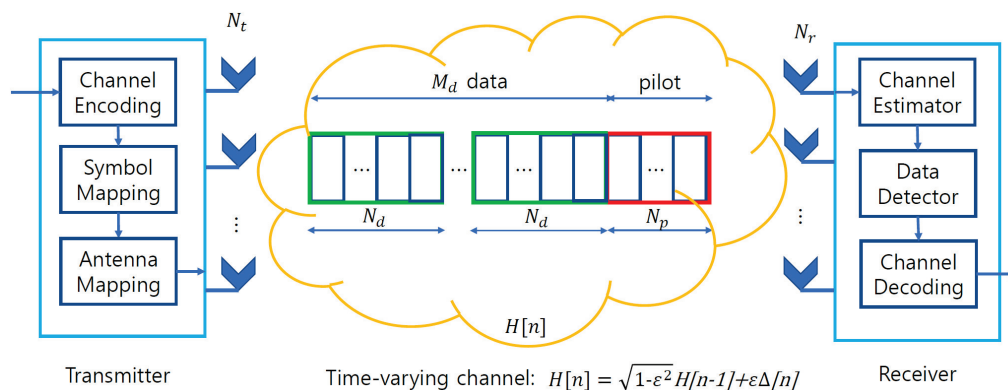 N_t
Channel
Encoding
Symbol
Mapping
Antenna
Mapping
Transmitter
M_d data
pilot
...
...
...
...
N_d
N_d
N_p
H[n]
Time-varying channel: H[n] = √(1-ε²) H[n-1]+εΔ[n]
N_r
Channel
Estimator
Data
Detector
Channel
Decoding
Receiver